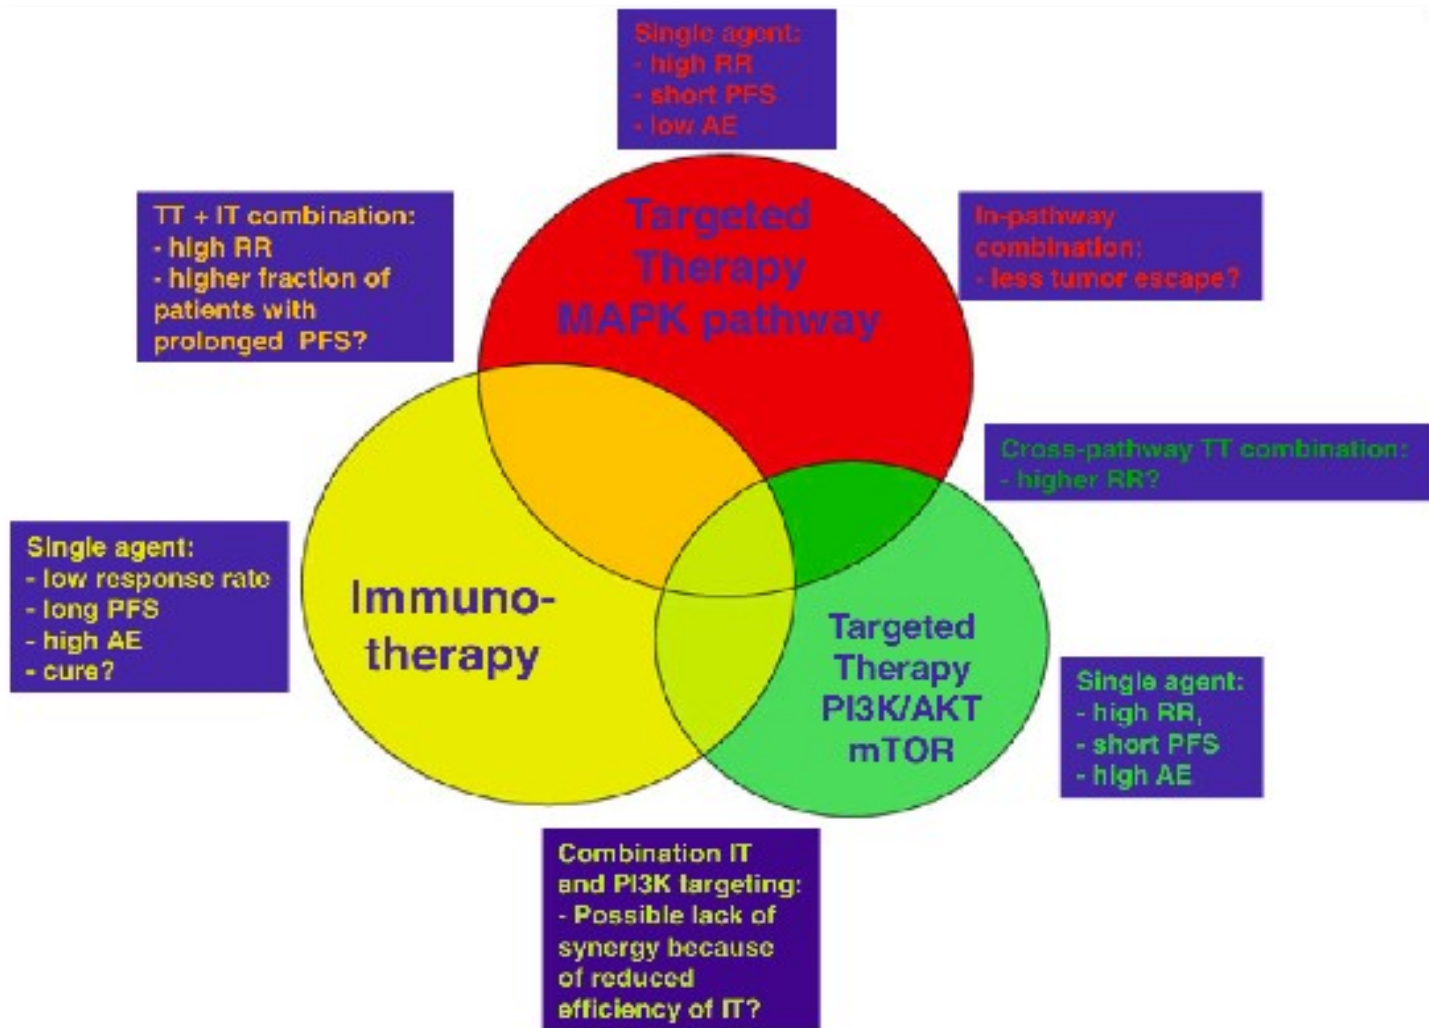 Single agent:
- high RR
- short PFS
- low AE
TT + IT combination:
- high RR
- higher fraction of
patients with
prolonged PFS?
Targeted
Therapy
MAPK pathway
In-pathway
combination:
- less tumor escape?
Cross-pathway TT combination:
- higher RR?
Single agent:
- low response rate
- long PFS
- high AE
- cure?
Immuno-
therapy
Targeted
Therapy
PI3K/AKT
mTOR
Single agent:
- high RR,
- short PFS
- high AE
Combination IT
and PI3K targeting:
- Possible lack of
synergy because
of reduced
efficiency of IT?